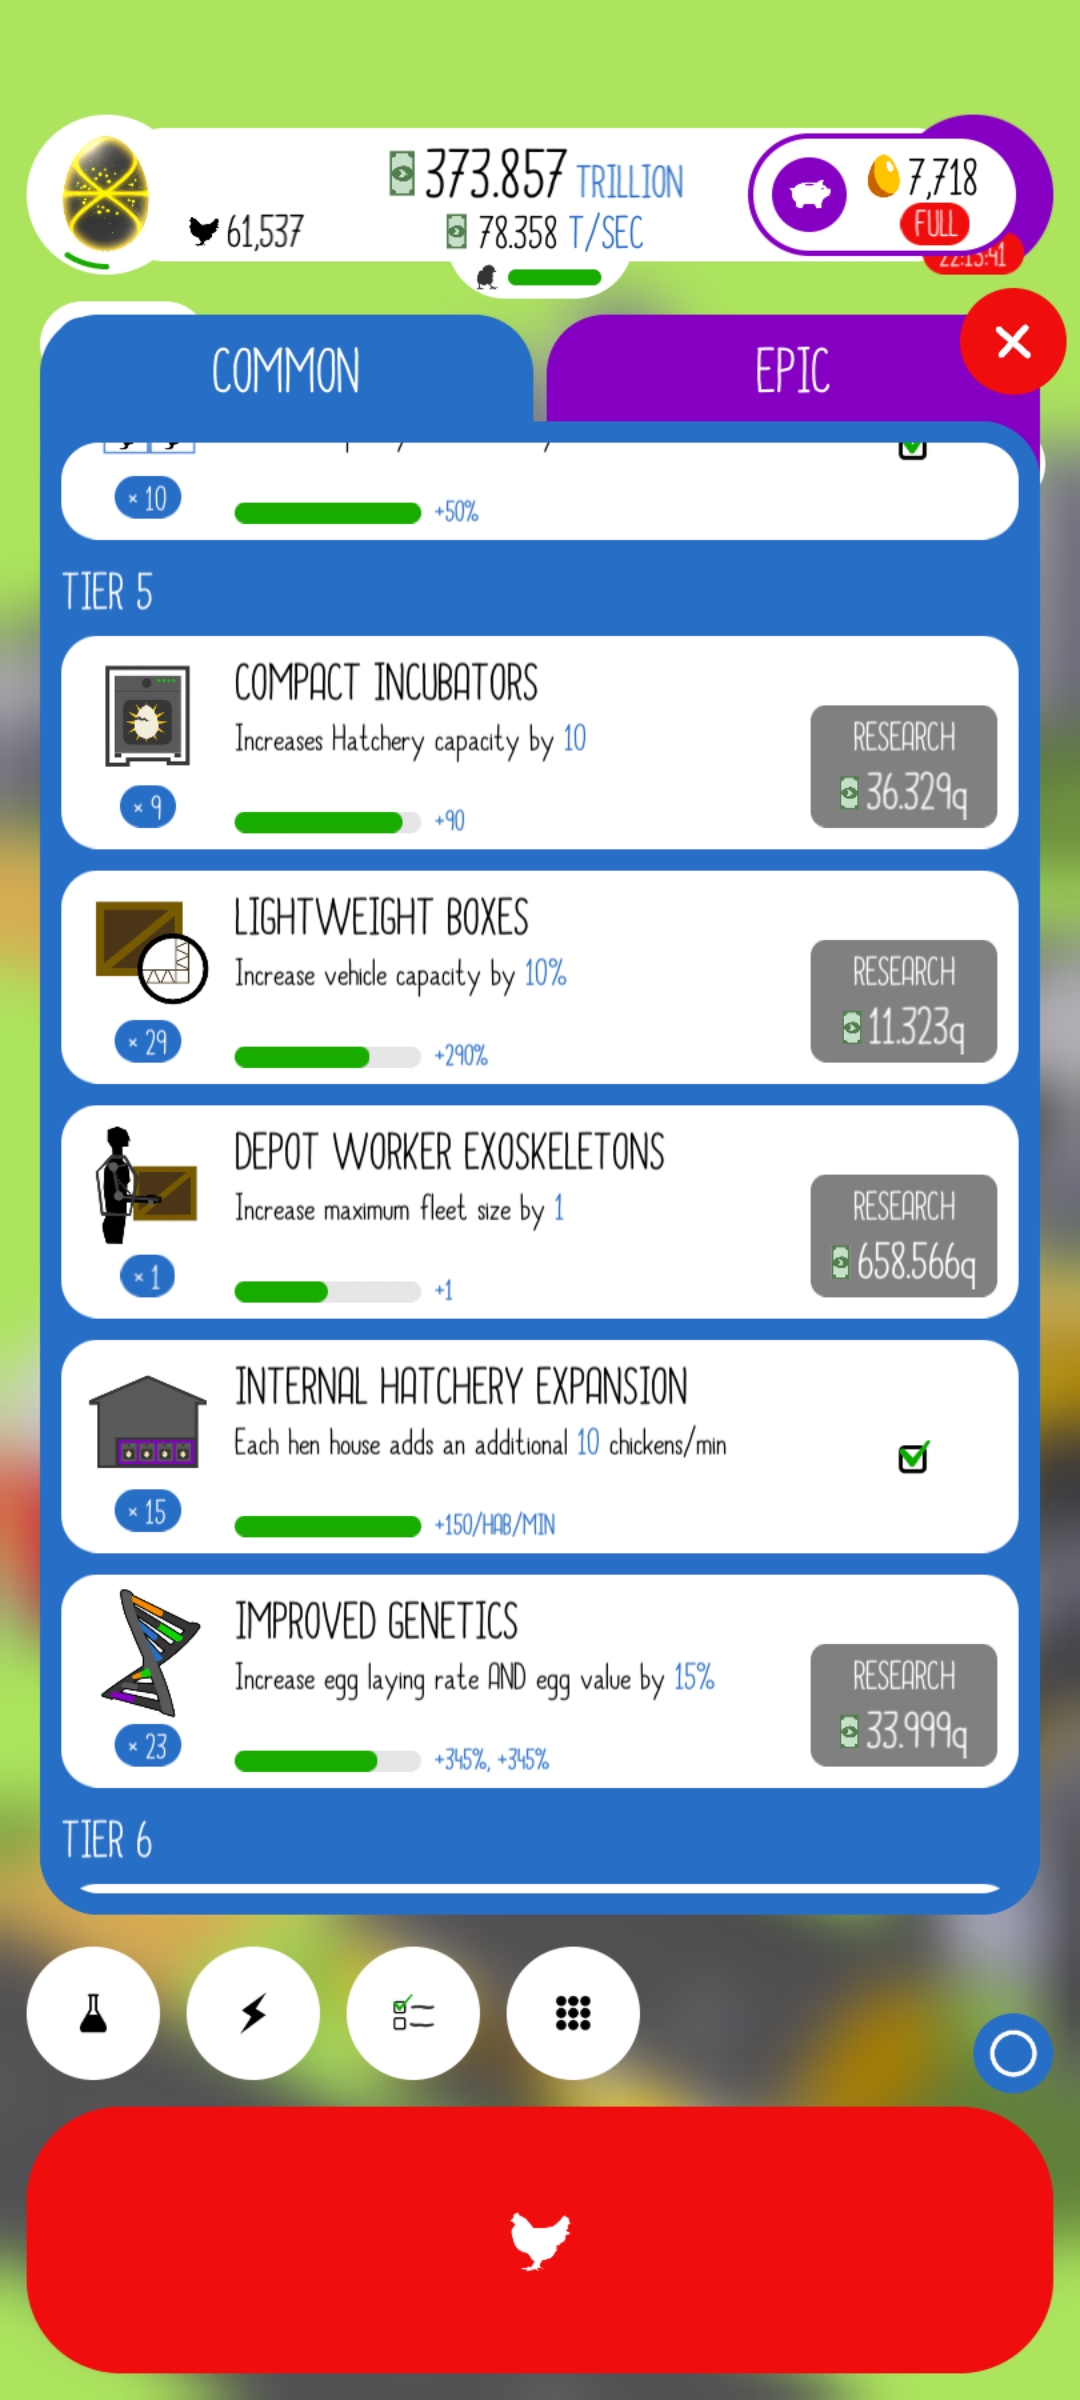 373.857 TRILLION
7,718
61,537
78.358 T/SEC
FULL
22:15:41
COMMON
EPIC
× 10
+50%
TIER 5
COMPACT INCUBATORS
Increases Hatchery capacity by 10
RESEARCH
36.329q
× 9
+90
LIGHTWEIGHT BOXES
Increase vehicle capacity by 10%
RESEARCH
11.323q
× 29
+290%
DEPOT WORKER EXOSKELETONS
Increase maximum fleet size by 1
RESEARCH
658.566q
× 1
+1
INTERNAL HATCHERY EXPANSION
Each hen house adds an additional 10 chickens/min
× 15
+150/HAB/MIN
IMPROVED GENETICS
Increase egg laying rate AND egg value by 15%
RESEARCH
33.999q
× 23
+345%, +345%
TIER 6